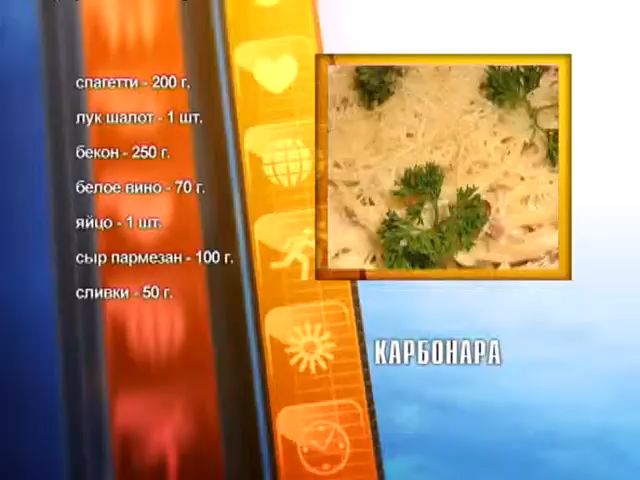 спагетти - 200 г.
лук шалот - 1 шт.
бекон - 250 г.
белое вино - 70 г.
яйцо - 1 шт.
сыр пармезан - 100 г.
сливки - 50 г.
КАРБОНАРА